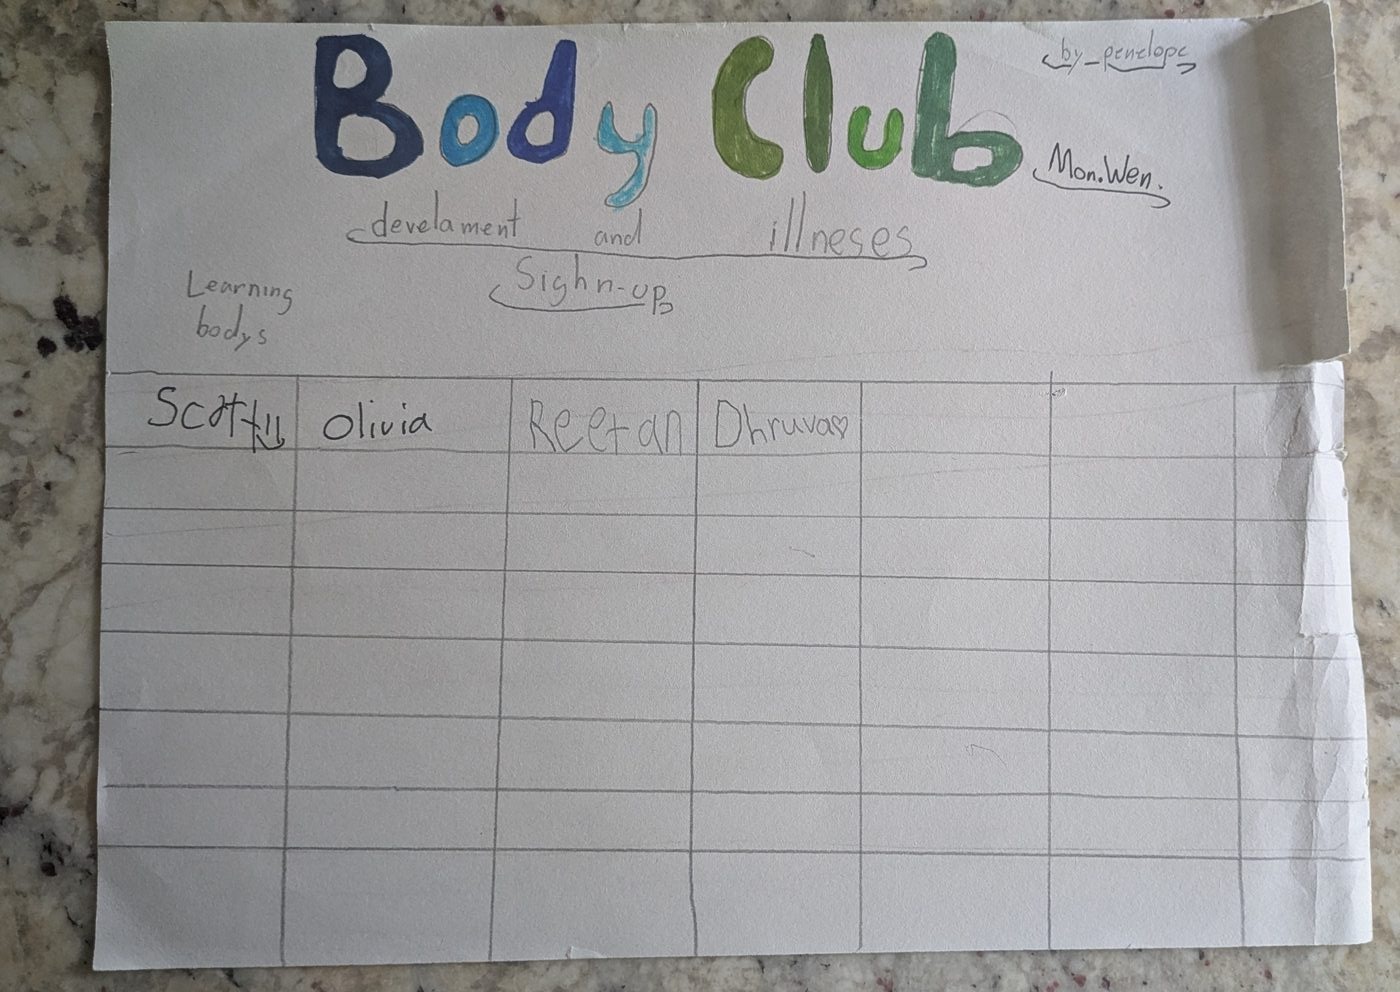 Body Club
by-penelope
Mon.Wen.
develament and illneses
Sighn-up
Learning
bodys
Olivia
Reetan
Dhruva♡